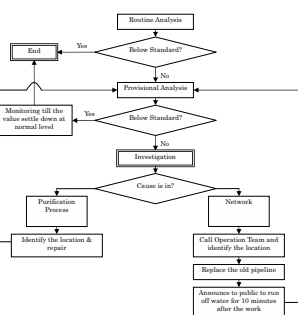 Routine Analysis
Yes
End
Below Standard?
No
Provisional Analysis
Monitoring till the
value settle down at
normal level
Yes
Below Standard?
No
Investigation
Cause is in?
Purification
Process
Network
Identify the location &
repair
Call Operation Team and
identify the location
Replace the old pipeline
Announce to public to run
off water for 10 minutes
after the work